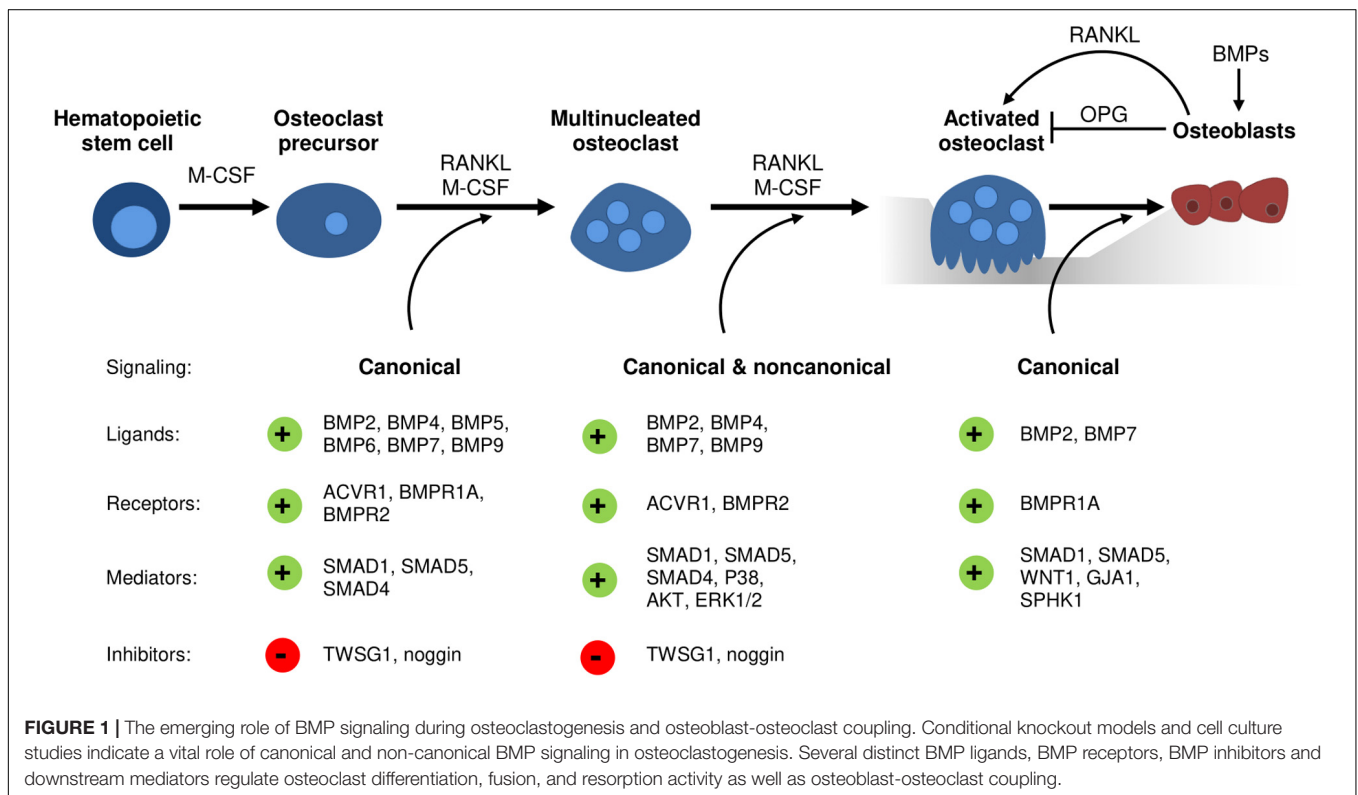 RANKL
BMPs
Hematopoietic
stem cell
Osteoclast
precursor
Multinucleated
osteoclast
Activated
osteoclast
OPG
Osteoblasts
M-CSF
RANKL
M-CSF
RANKL
M-CSF
Signaling:
Canonical
Canonical & noncanonical
Canonical
Ligands:
+
BMP2, BMP4, BMP5,
BMP6, BMP7, BMP9
+
BMP2, BMP4,
BMP7, BMP9
+
BMP2, BMP7
Receptors:
+
ACVR1, BMPR1A,
BMPR2
+
ACVR1, BMPR2
+
BMPR1A
Mediators:
+
SMAD1, SMAD5,
SMAD4
+
SMAD1, SMAD5,
SMAD4, P38,
AKT, ERK1/2
+
SMAD1, SMAD5,
WNT1, GJA1,
SPHK1
Inhibitors:
-
TWSG1, noggin
-
TWSG1, noggin
FIGURE 1 | The emerging role of BMP signaling during osteoclastogenesis and osteoblast-osteoclast coupling. Conditional knockout models and cell culture
studies indicate a vital role of canonical and non-canonical BMP signaling in osteoclastogenesis. Several distinct BMP ligands, BMP receptors, BMP inhibitors and
downstream mediators regulate osteoclast differentiation, fusion, and resorption activity as well as osteoblast-osteoclast coupling.